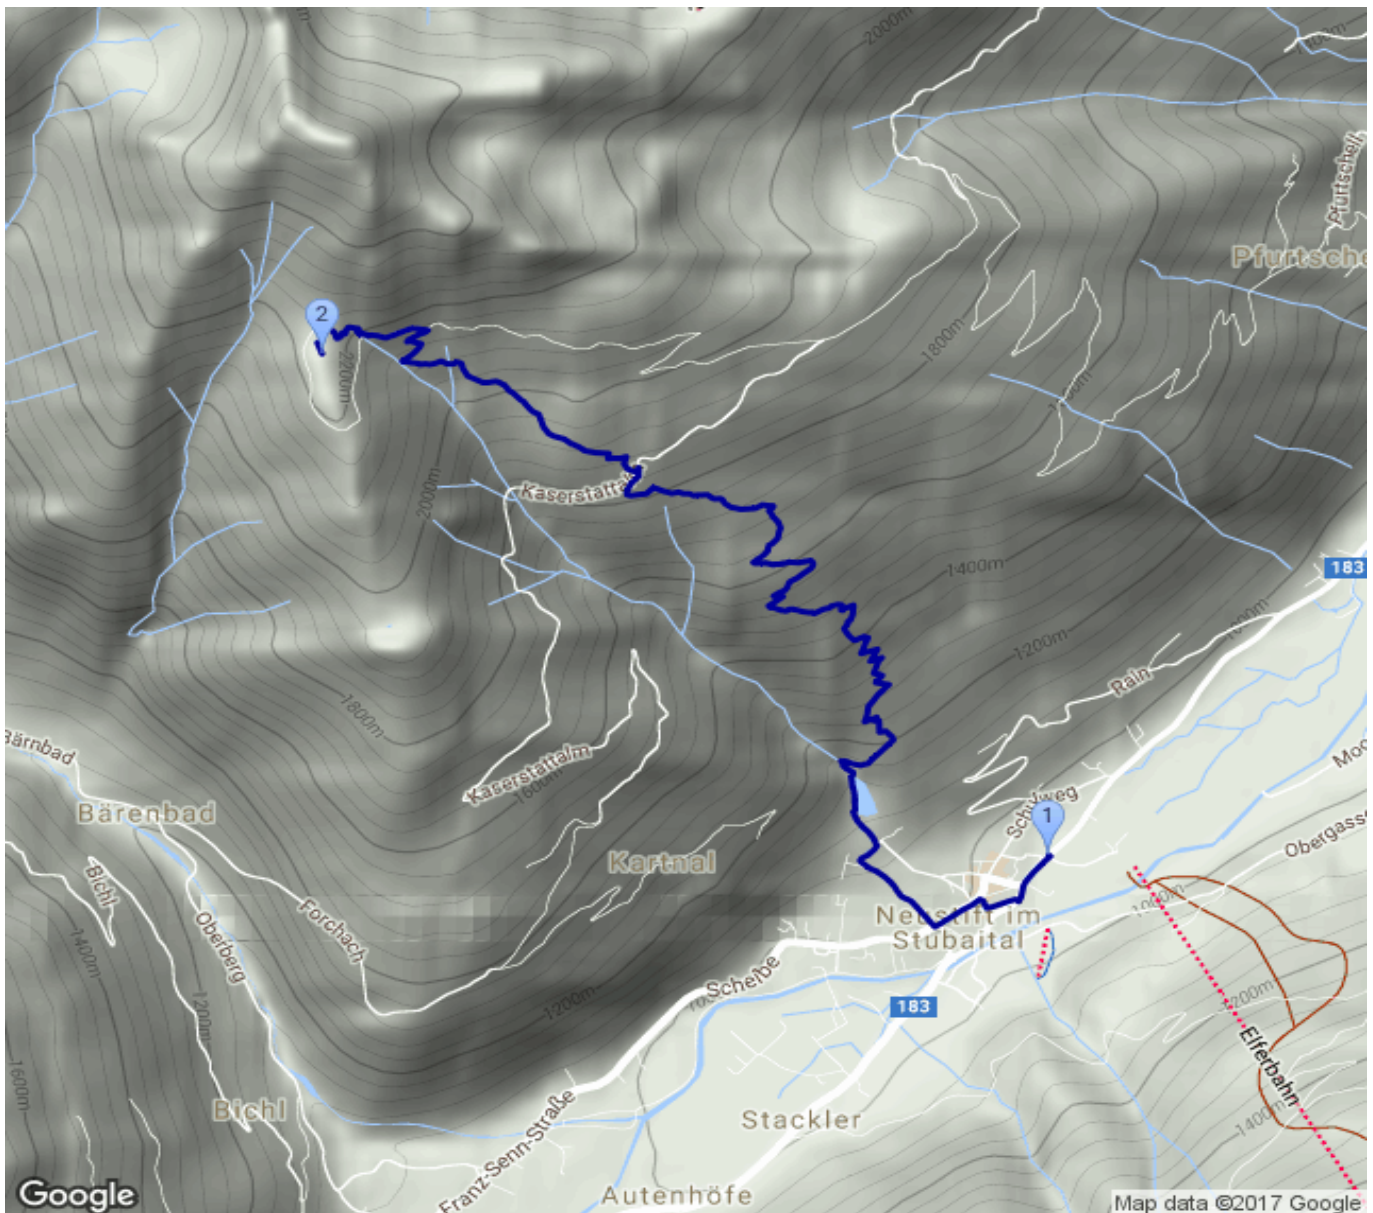 2000m
Pfurtschell
Pfurtsche
2
2200m
1800m
2000m
Kaserstattalm
1400m
183
1000m
1200m
Rain
1800m
Bärnbad
Kaserstattalm
1600m
Moo
Bärenbad
Schulweg
1
Obergasse
Kartnal
Bichl
Forchach
Oberberg
1000m
Neustift im
Stubaital
1400m
1200m
Scheibe
183
1200m
1200m
Elferbahn
1600m
Bichl
Franz-Senn-Straße
Stackler
1400m
Autenhöfe
Google
Map data ©2017 Google